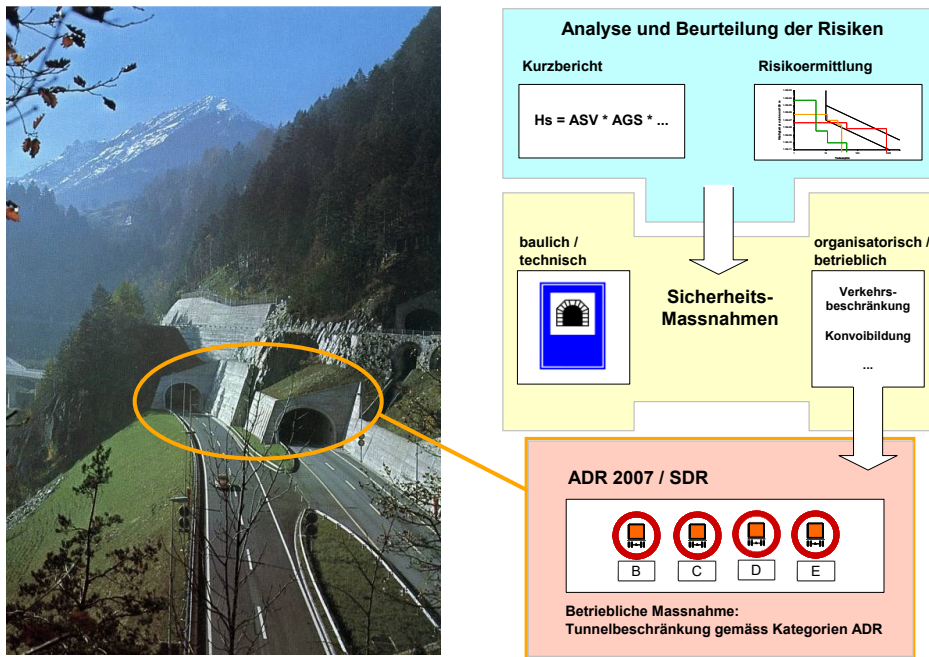 Analyse und Beurteilung der Risiken
Kurzbericht
Risikoermittlung
Hs = ASV * AGS * ...
baulich /
technisch
organisatorisch /
betrieblich
Sicherheits-
Massnahmen
Verkehrs-
beschränkung
Konvoibildung
...
ADR 2007 / SDR
B
C
D
E
Betriebliche Massnahme:
Tunnelbeschränkung gemäss Kategorien ADR